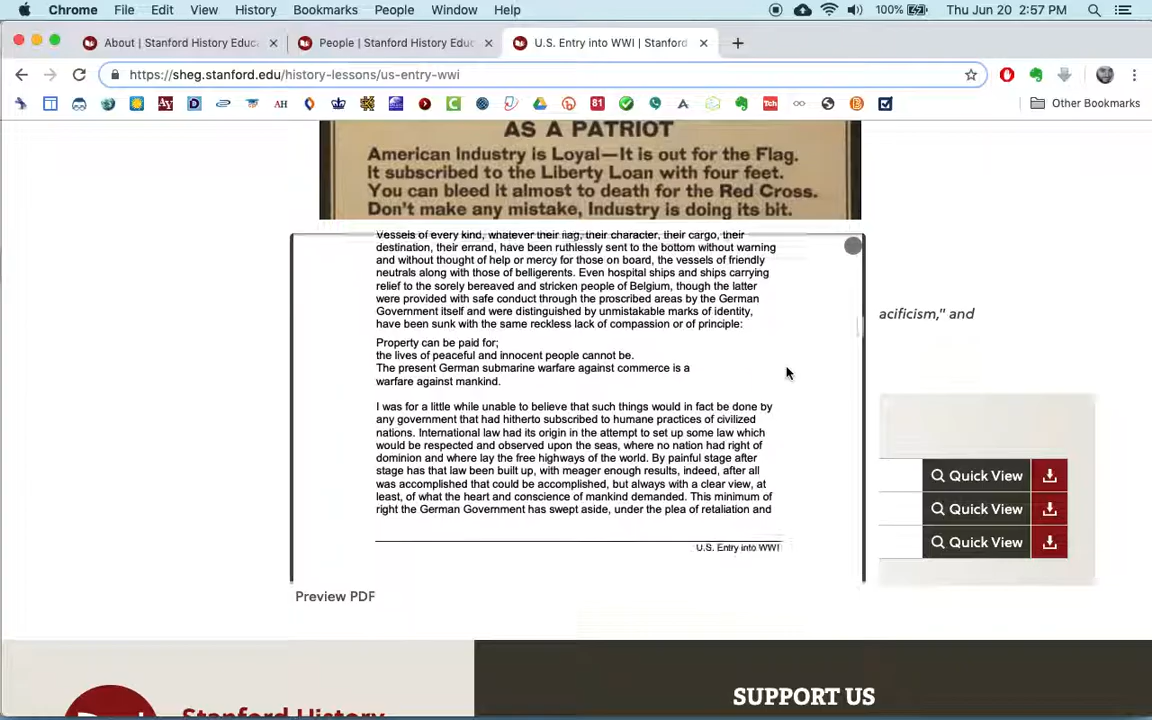 Chrome File Edit View History Bookmarks People Window Help 100% Thu Jun 20 2:57 PM
About | Stanford History Educ
People | Stanford History Educ
U.S. Entry into WWI | Stanford
https://sheg.stanford.edu/history-lessons/us-entry-wwi
AY D AH C 81 Tch Other Bookmarks
AS A PATRIOT
American Industry is Loyal—It is out for the Flag.
It subscribed to the Liberty Loan with four feet.
You can bleed it almost to death for the Red Cross.
Don't make any mistake, Industry is doing its bit.
Vessels of every kind, whatever their flag, their character, their cargo, their
destination, their errand, have been ruthlessly sent to the bottom without warning
and without thought of help or mercy for those on board, the vessels of friendly
neutrals along with those of belligerents. Even hospital ships and ships carrying
relief to the sorely bereaved and stricken people of Belgium, though the latter
were provided with safe conduct through the proscribed areas by the German
Government itself and were distinguished by unmistakable marks of identity,
have been sunk with the same reckless lack of compassion or of principle:
Property can be paid for;
the lives of peaceful and innocent people cannot be.
The present German submarine warfare against commerce is a
warfare against mankind.
I was for a little while unable to believe that such things would in fact be done by
any government that had hitherto subscribed to humane practices of civilized
nations. International law had its origin in the attempt to set up some law which
would be respected and observed upon the seas, where no nation had right of
dominion and where lay the free highways of the world. By painful stage after
stage has that law been built up, with meager enough results, indeed, after all
was accomplished that could be accomplished, but always with a clear view, at
least, of what the heart and conscience of mankind demanded. This minimum of
right the German Government has swept aside, under the plea of retaliation and
U.S. Entry into WWI
acificism," and
Quick View
Quick View
Quick View
Preview PDF
SUPPORT US
Stanford History